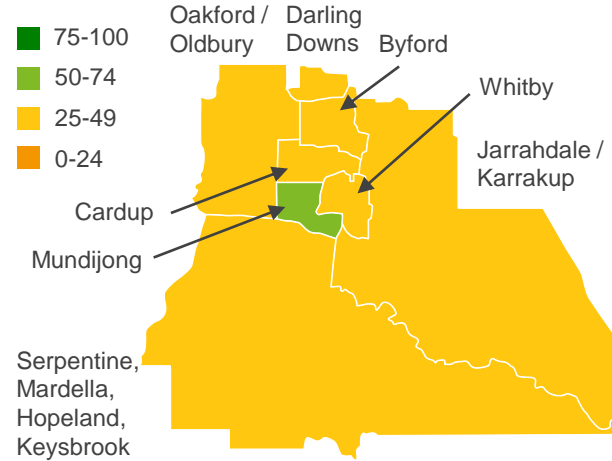 75-100
50-74
25-49
0-24
Oakford /
Oldbury
Darling
Downs
Byford
Whitby
Jarrahdale /
Karrakup
Cardup
Mundijong
Serpentine,
Mardella,
Hopeland,
Keysbrook